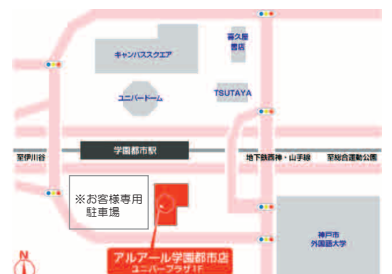 喜久屋
書店
キャンパススクエア
ユニバードーム
TSUTAYA
学園都市駅
至伊川谷
地下鉄西神・山手線
至総合運動公園
※お客様専用
駐車場
神戸市
外国語大学
N
アルアール学園都市店
ユニバープラザ1F